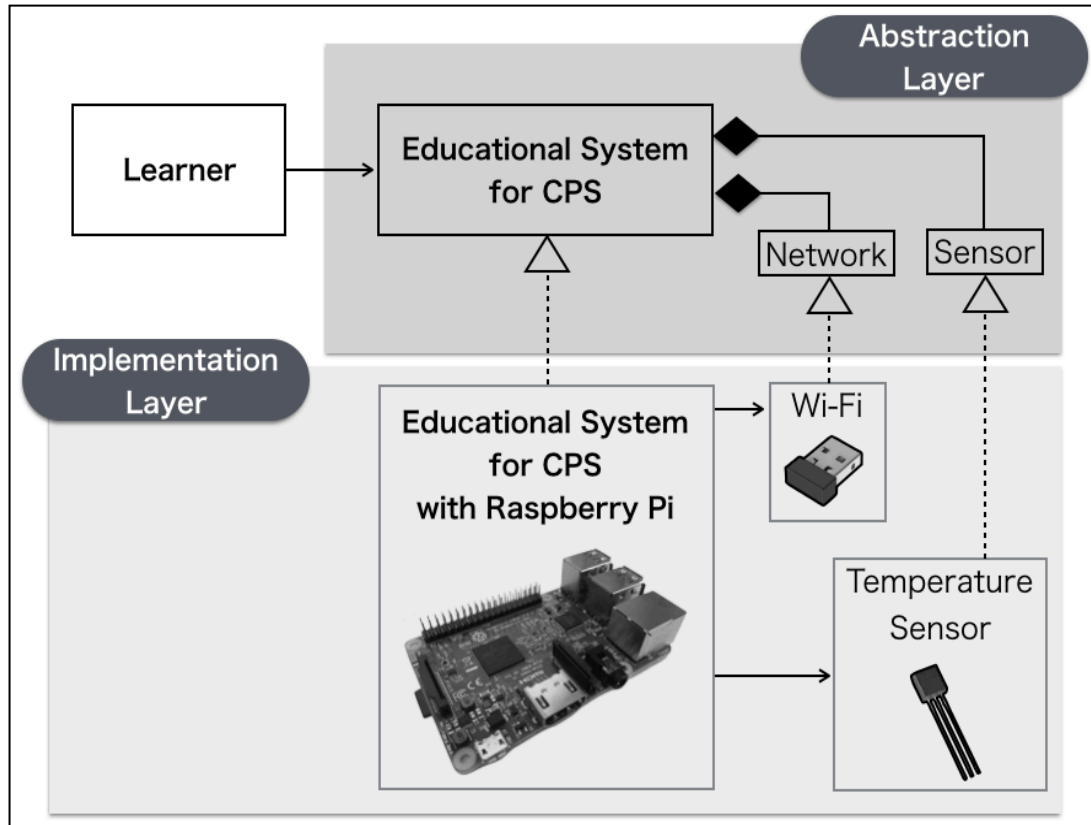 Abstraction
Layer
Learner
Educational System
for CPS
Network
Sensor
Implementation
Layer
Educational System
for CPS
with Raspberry Pi
Wi-Fi
Temperature
Sensor